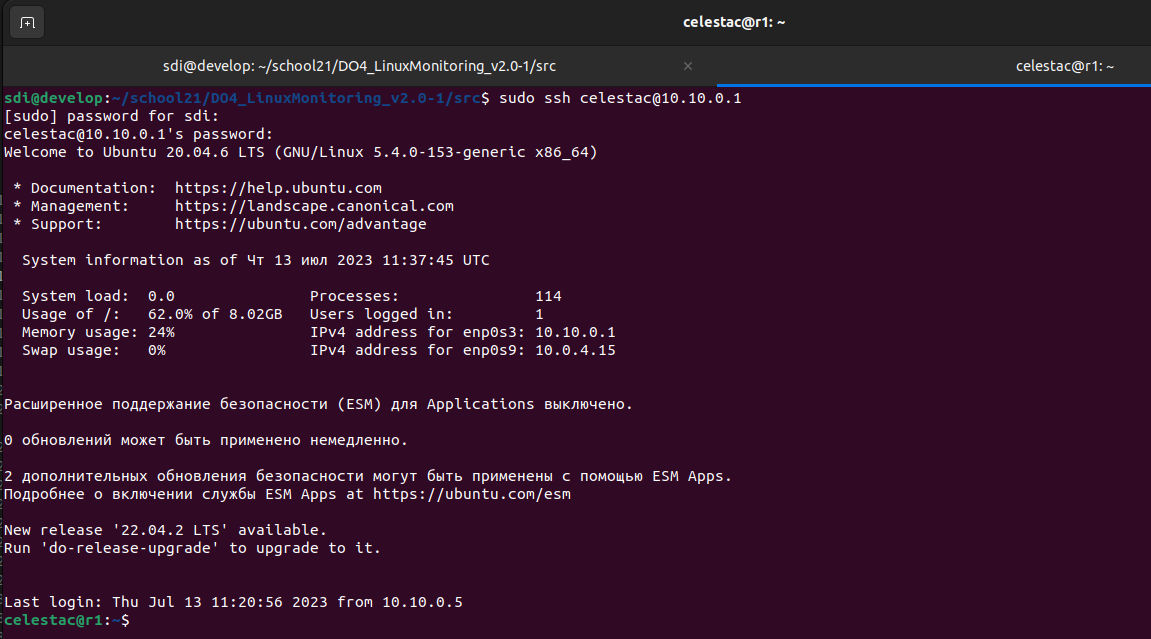 celestac@r1: ~
sdi@develop: ~/school21/DO4_LinuxMonitoring_v2.0-1/src
celestac@r1: ~
sdi@develop:~/school21/DO4_LinuxMonitoring_v2.0-1/src$ sudo ssh celestac@10.10.0.1
[sudo] password for sdi:
celestac@10.10.0.1's password:
Welcome to Ubuntu 20.04.6 LTS (GNU/Linux 5.4.0-153-generic x86_64)
* Documentation:  https://help.ubuntu.com
* Management:     https://landscape.canonical.com
* Support:        https://ubuntu.com/advantage
System information as of Чт 13 июл 2023 11:37:45 UTC
System load:  0.0               Processes:               114
Usage of /:   62.0% of 8.02GB   Users logged in:         1
Memory usage: 24%               IPv4 address for enp0s3: 10.10.0.1
Swap usage:   0%                IPv4 address for enp0s9: 10.0.4.15
Расширенное поддержание безопасности (ESM) для Applications выключено.
0 обновлений может быть применено немедленно.
2 дополнительных обновления безопасности могут быть применены с помощью ESM Apps.
Подробнее о включении службы ESM Apps at https://ubuntu.com/esm
New release '22.04.2 LTS' available.
Run 'do-release-upgrade' to upgrade to it.
Last login: Thu Jul 13 11:20:56 2023 from 10.10.0.5
celestac@r1:~$